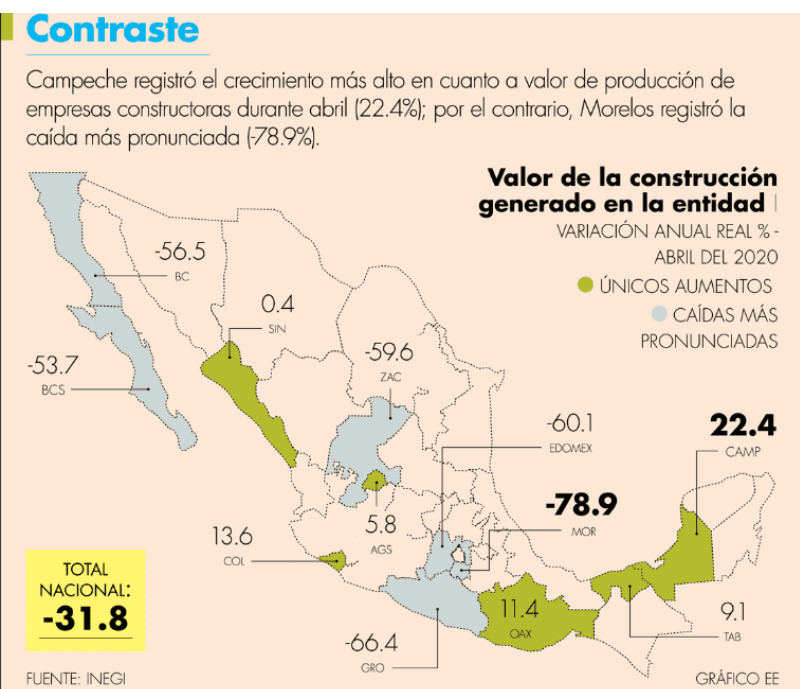 Contraste
Campeche registró el crecimiento más alto en cuanto a valor de producción de
empresas constructoras durante abril (22.4%); por el contrario, Morelos registró la
caída más pronunciada (-78.9%).
Valor de la construcción
generado en la entidad |
VARIACIÓN ANUAL REAL % -
ABRIL DEL 2020
ÚNICOS AUMENTOS
CAÍDAS MÁS
PRONUNCIADAS
-56.5
BC
0.4
SIN
-53.7
BCS
-59.6
ZAC
-60.1
EDOMEX
22.4
CAMP
-78.9
MOR
5.8
AGS
13.6
COL
11.4
OAX
9.1
TAB
-66.4
GRO
TOTAL
NACIONAL:
-31.8
FUENTE: INEGI
GRÁFICO EE